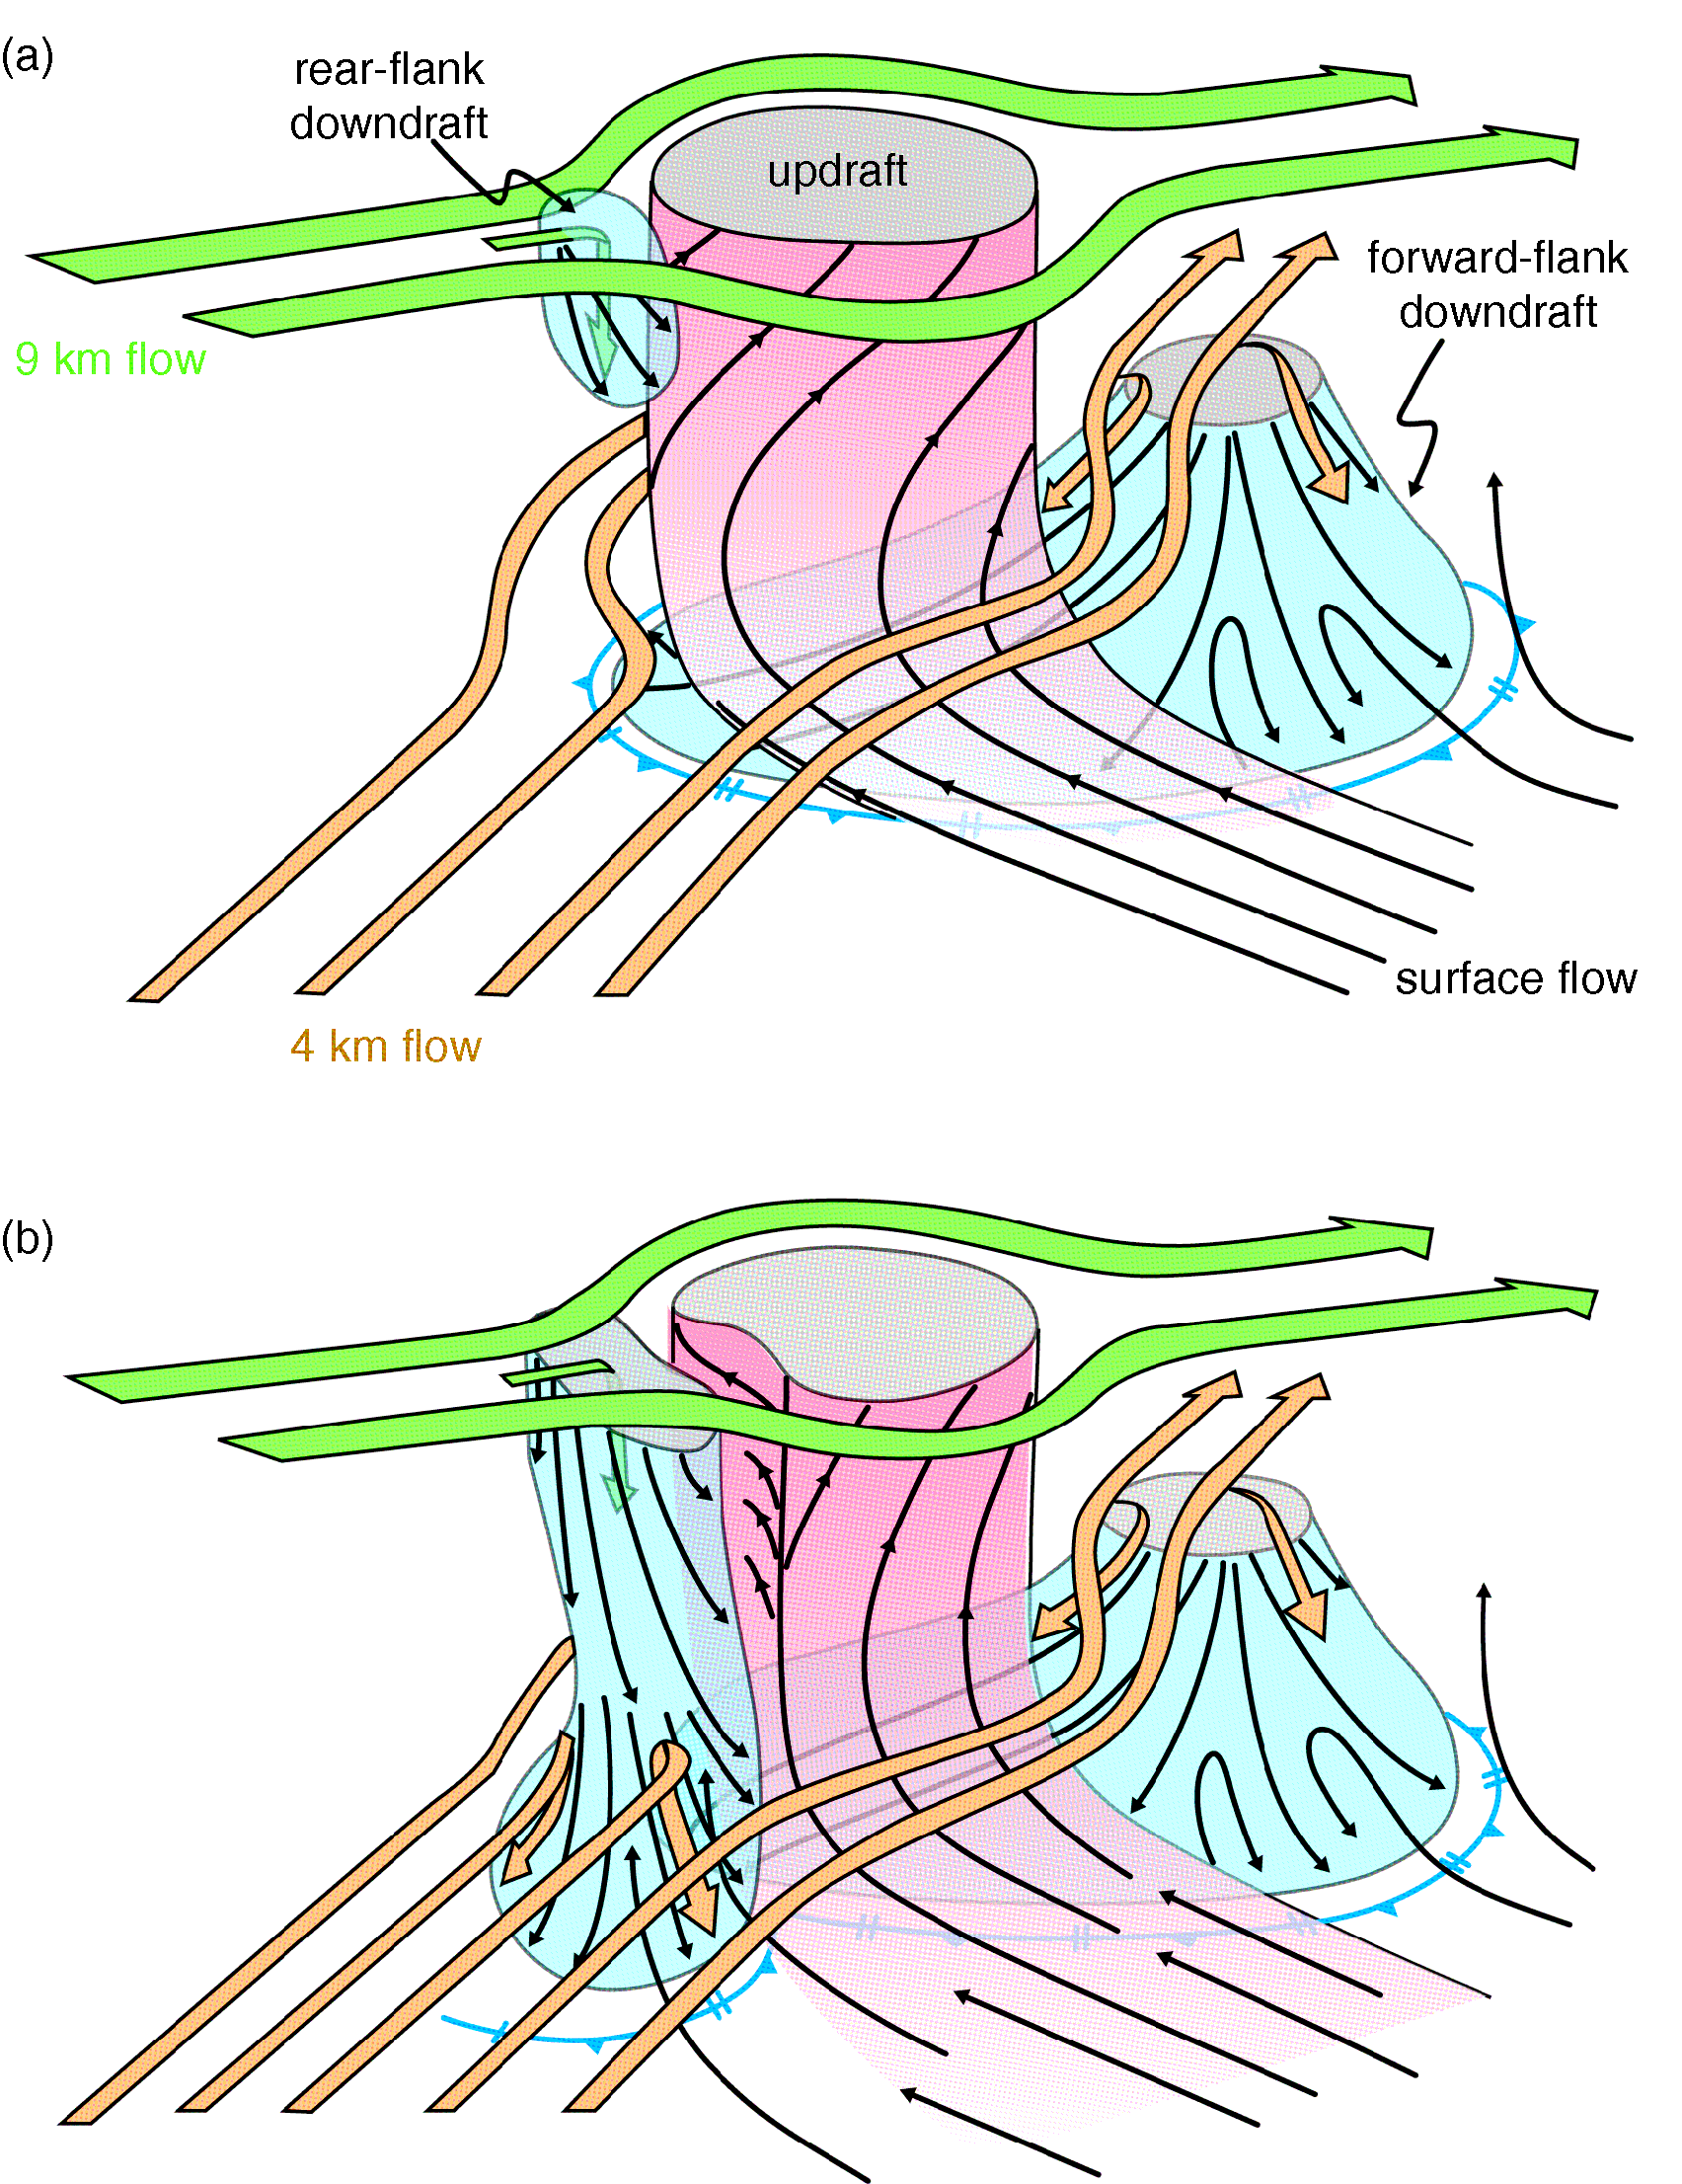 (a)
rear-flank
downdraft
updraft
forward-flank
downdraft
9 km flow
surface flow
4 km flow
(b)